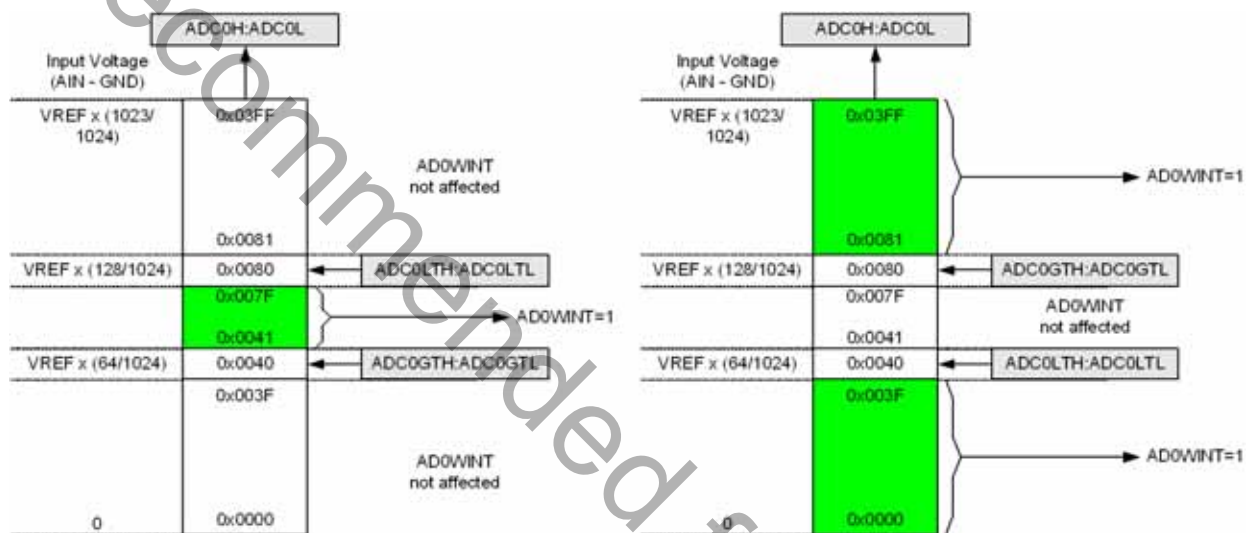 ADC0H:ADC0L
Input Voltage
(AIN - GND)
VREF x (1023/
1024)
0x03FF
AD0WINT
not affected
0x0081
VREF x (128/1024)
0x0080
ADC0LTH:ADC0LTL
0x007F
AD0WINT=1
0x0041
VREF x (64/1024)
0x0040
ADC0GTH:ADC0GTL
0x003F
AD0WINT
not affected
0
0x0000
ADC0H:ADC0L
Input Voltage
(AIN - GND)
VREF x (1023/
1024)
0x03FF
AD0WINT=1
0x0081
VREF x (128/1024)
0x0080
ADC0GTH:ADC0GTL
0x007F
AD0WINT
not affected
0x0041
VREF x (64/1024)
0x0040
ADC0LTH:ADC0LTL
0x003F
AD0WINT=1
0
0x0000